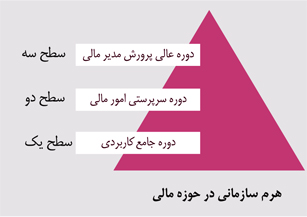 سطح سه دوره عالی پرورش مدیر مالی
سطح دو دوره سرپرستی امور مالی
سطح یک دوره جامع کاربردی
هرم سازمانی در حوزه مالی